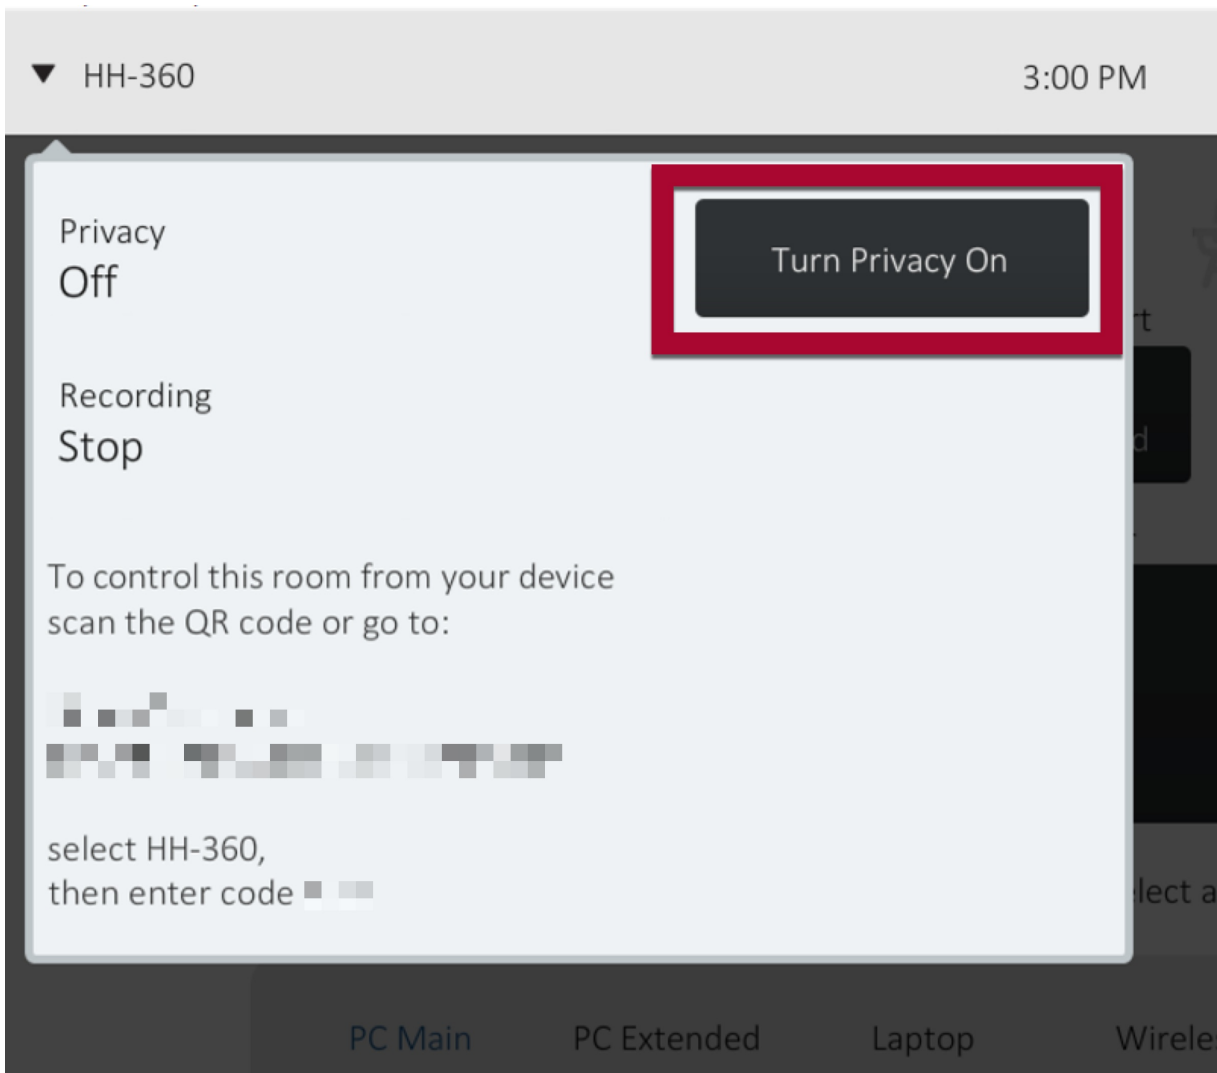 HH-360
3:00 PM
Privacy
Off
Turn Privacy On
Recording
Stop
To control this room from your device
scan the QR code or go to:
select HH-360,
then enter code
PC Main
PC Extended
Laptop